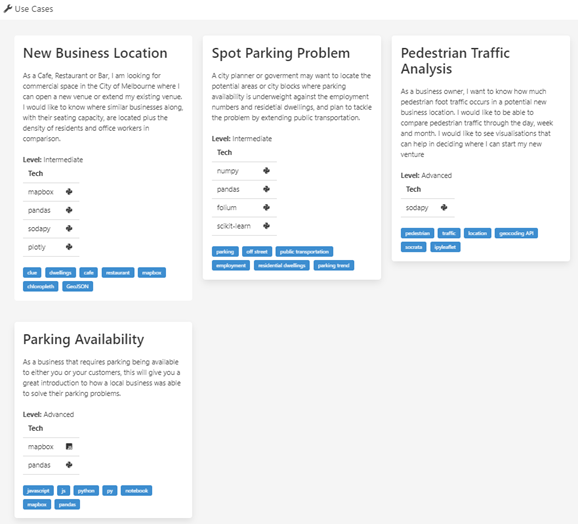 Use Cases
New Business Location
As a Cafe, Restaurant or Bar, I am looking for
commercial space in the City of Melbourne where I
can open a new venue or extend my existing venue.
I would like to know where similar businesses along,
with their seating capacity, are located plus the
density of residents and office workers in
comparison.
Level: Intermediate
Tech
mapbox
pandas
sodapy
plotly
clue dwellings cafe restaurant mapbox
chloropleth GeoJSON
Spot Parking Problem
A city planner or goverment may want to locate the
potential areas or city blocks where parking
availability is underweight against the employment
numbers and residetial dwellings, and plan to tackle
the problem by extending public transportation.
Level: Intermediate
Tech
numpy
pandas
folium
scikit-learn
parking off street public transportation
employment residential dwellings parking trend
Pedestrian Traffic
Analysis
As a business owner, I want to know how much
pedestrian foot traffic occurs in a potential new
business location. I would like to be able to
compare pedestrian traffic through the day, week
and month. I would like to see visualisations that
can help in deciding where I can start my new
venture
Level: Advanced
Tech
sodapy
pedestrian traffic location geocoding API
socosta ipyleaflet
Parking Availability
As a business that requires parking being available
to either you or your customers, this will give you a
great introduction to how a local business was able
to solve their parking problems.
Level: Advanced
Tech
mapbox
pandas
javascript js python py notebook
mapbox pandas